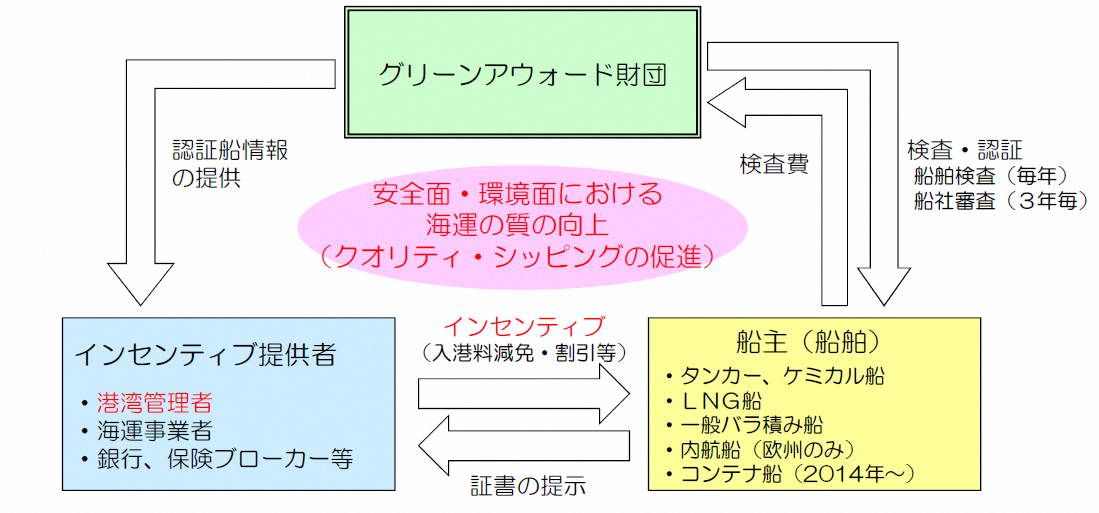 グリーンアウォード財団
認証船情報
の提供
検査費
検査・認証
船舶検査（毎年）
船社審査（３年毎）
安全面・環境面における
海運の質の向上
（クオリティ・シッピングの促進）
インセンティブ提供者
・港湾管理者
・海運事業者
・銀行、保険ブローカー等
インセンティブ
（入港料減免・割引等）
証書の提示
船主（船舶）
・タンカー、ケミカル船
・ＬＮＧ船
・一般バラ積み船
・内航船（欧州のみ）
・コンテナ船（2014年～）